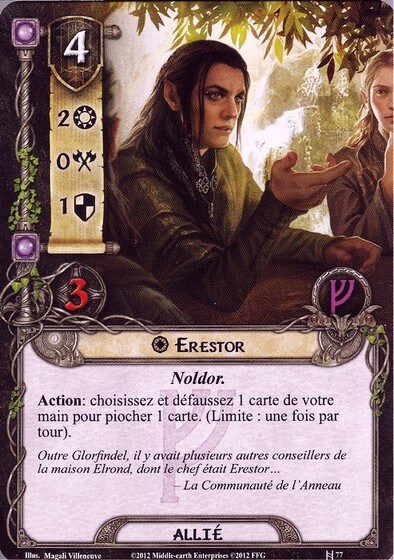 4
2
0
1
3
ERESTOR
Noldor.
Action: choisissez et défaussez 1 carte de votre
main pour piocher 1 carte. (Limite : une fois par
tour).
Outre Glorfindel, il y avait plusieurs autres conseillers de
la maison Elrond, dont le chef était Erestor…
– La Communauté de l'Anneau
ALLIÉ
Illus. Magali Villeneuve ©2012 Middle-earth Enterprises ©2012 FFG 77